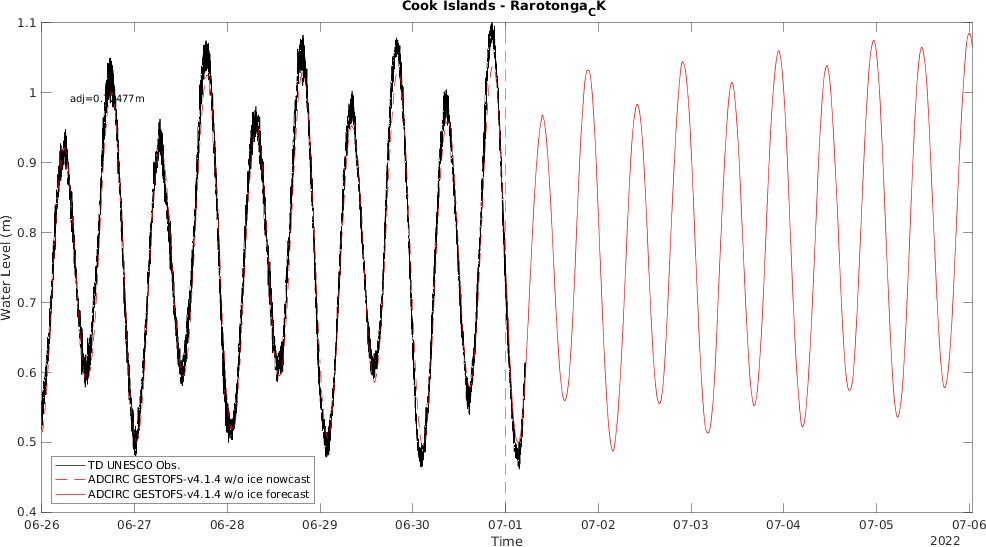 Cook Islands - Rarotonga_CK
1.1
1
0.9
0.8
0.7
0.6
0.5
0.4
Water Level (m)
TD UNESCO Obs.
ADCIRC GESTOFS-v4.1.4 w/o ice nowcast
ADCIRC GESTOFS-v4.1.4 w/o ice forecast
06-26 06-27 06-28 06-29 06-30 07-01 07-02 07-03 07-04 07-05 07-06
Time
2022